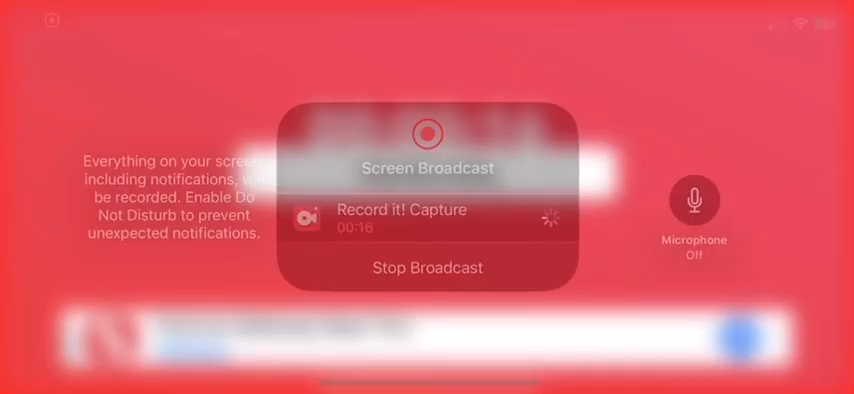 Everything on your screen,
including notifications, will
be recorded. Enable Do
Not Disturb to prevent
unexpected notifications.
Screen Broadcast
Record it! Capture
00:16
Stop Broadcast
Microphone
Off